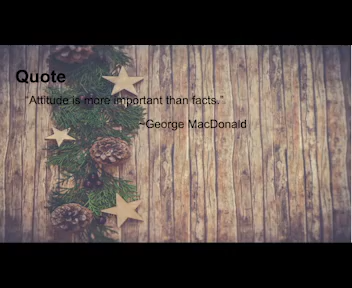 Quote
“Attitude is more important than facts.”
~George MacDonald